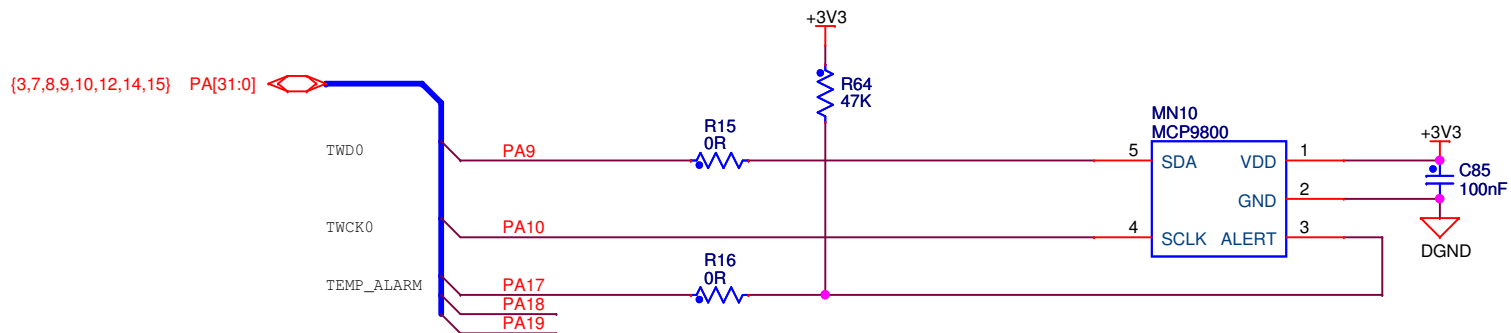 +3V3
{3,7,8,9,10,12,14,15} PA[31:0]
R64
47K
MN10
MCP9800
+3V3
R15
0R
TWD0
PA9
5
SDA
VDD
1
C85
100nF
GND
2
TWCK0
PA10
4
SCLK
ALERT
3
DGND
R16
0R
TEMP_ALARM
PA17
PA18
PA19